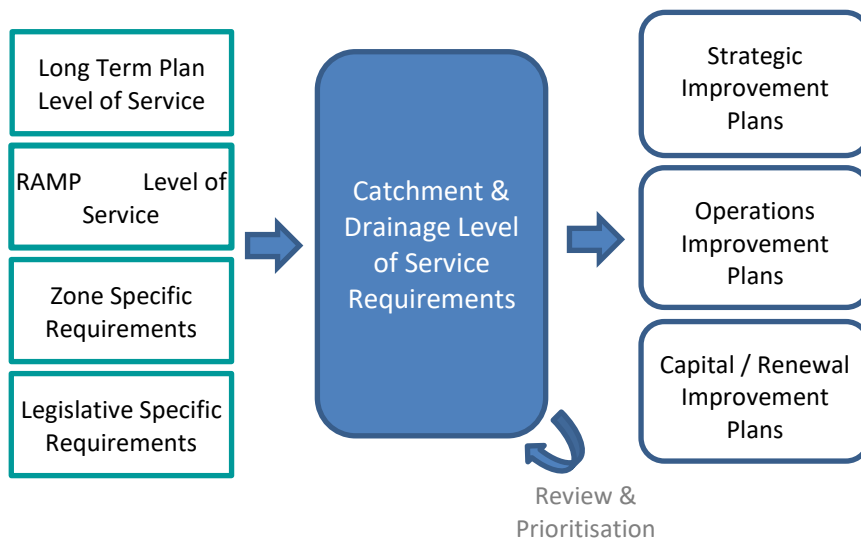 Long Term Plan
Level of Service
RAMP Level of
Service
Zone Specific
Requirements
Legislative Specific
Requirements
Catchment &
Drainage Level
of Service
Requirements
Review &
Prioritisation
Strategic
Improvement
Plans
Operations
Improvement
Plans
Capital / Renewal
Improvement
Plans